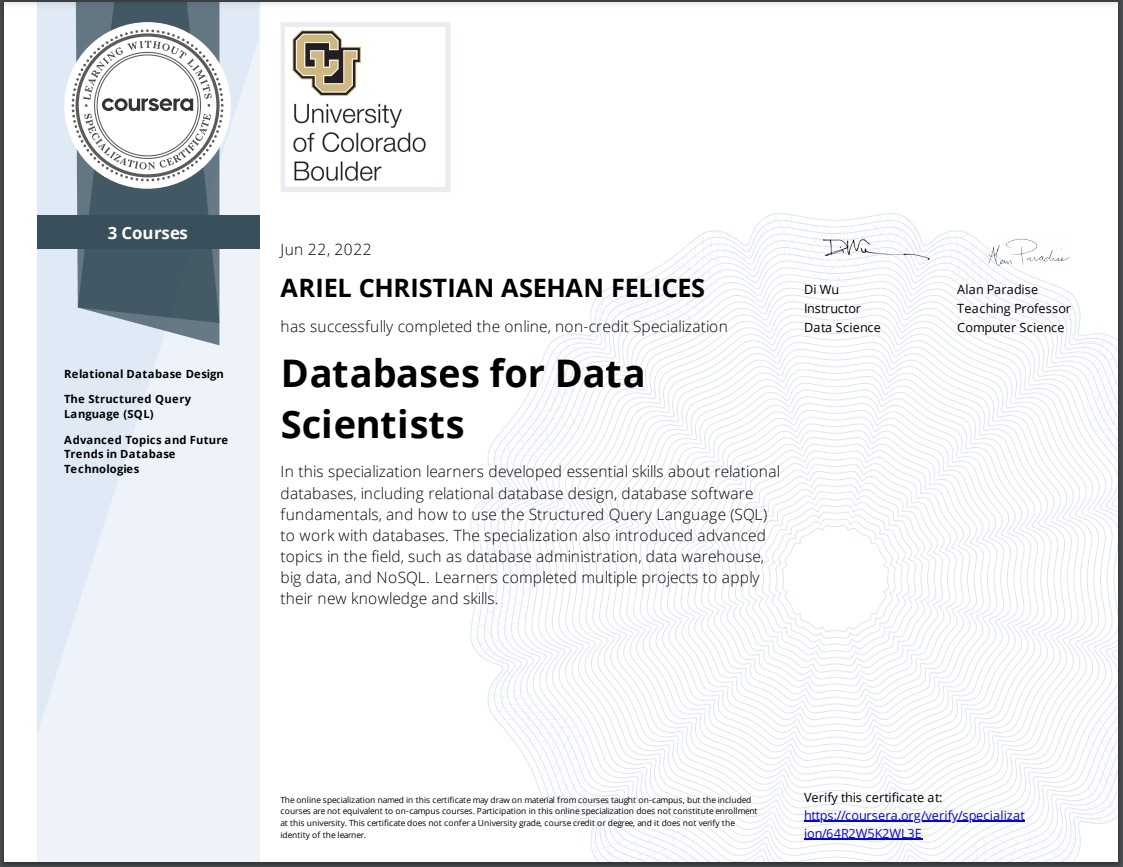 LEARNING WITHOUT LIMITS
coursera
SPECIALIZATION CERTIFICATE
3 Courses
Relational Database Design
The Structured Query
Language (SQL)
Advanced Topics and Future
Trends in Database
Technologies
CU
University
of Colorado
Boulder
Jun 22, 2022
ARIEL CHRISTIAN ASEHAN FELICES
has successfully completed the online, non-credit Specialization
Databases for Data
Scientists
In this specialization learners developed essential skills about relational
databases, including relational database design, database software
fundamentals, and how to use the Structured Query Language (SQL)
to work with databases. The specialization also introduced advanced
topics in the field, such as database administration, data warehouse,
big data, and NoSQL. Learners completed multiple projects to apply
their new knowledge and skills.
Di Wu
Di Wu
Instructor
Data Science
Alan Paradise
Alan Paradise
Teaching Professor
Computer Science
The online specialization named in this certificate may draw on material from courses taught on-campus, but the included
courses are not equivalent to on-campus courses. Participation in this online specialization does not constitute enrollment
at this university. This certificate does not confer a University grade, course credit or degree, and it does not verify the
identity of the learner.
Verify this certificate at:
https://coursera.org/verify/specializat
ion/64R2W5K2WL3E